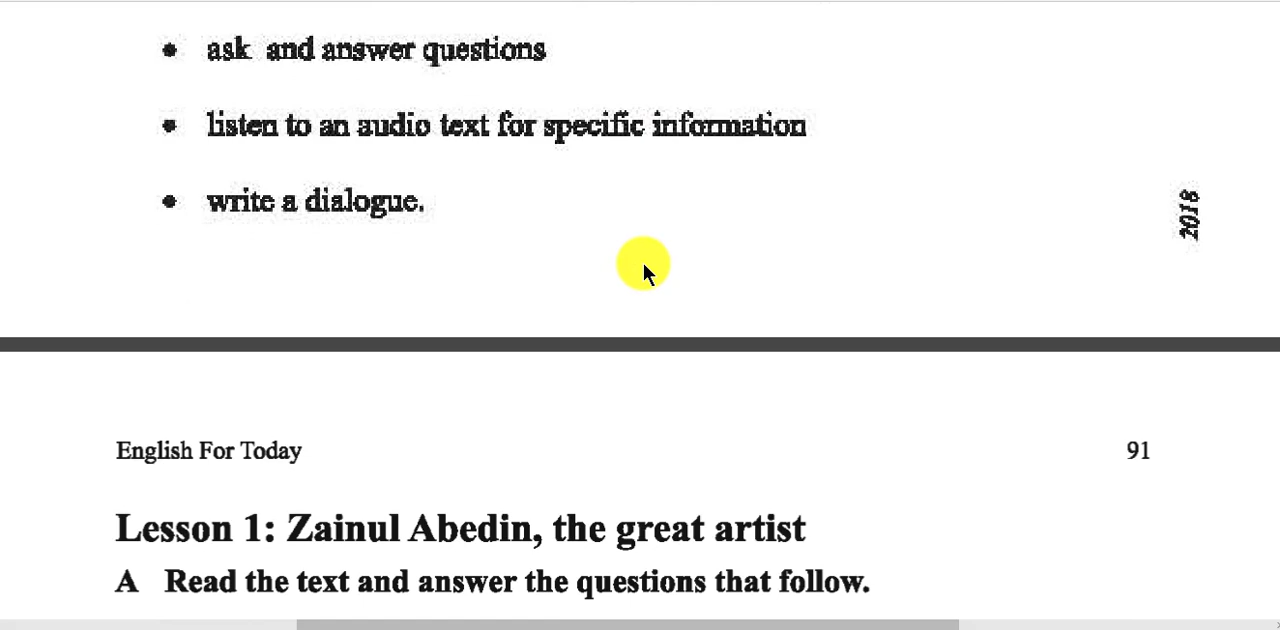 • ask and answer questions
• listen to an audio text for specific information
• write a dialogue.
2018
English For Today 91
Lesson 1: Zainul Abedin, the great artist
A Read the text and answer the questions that follow.